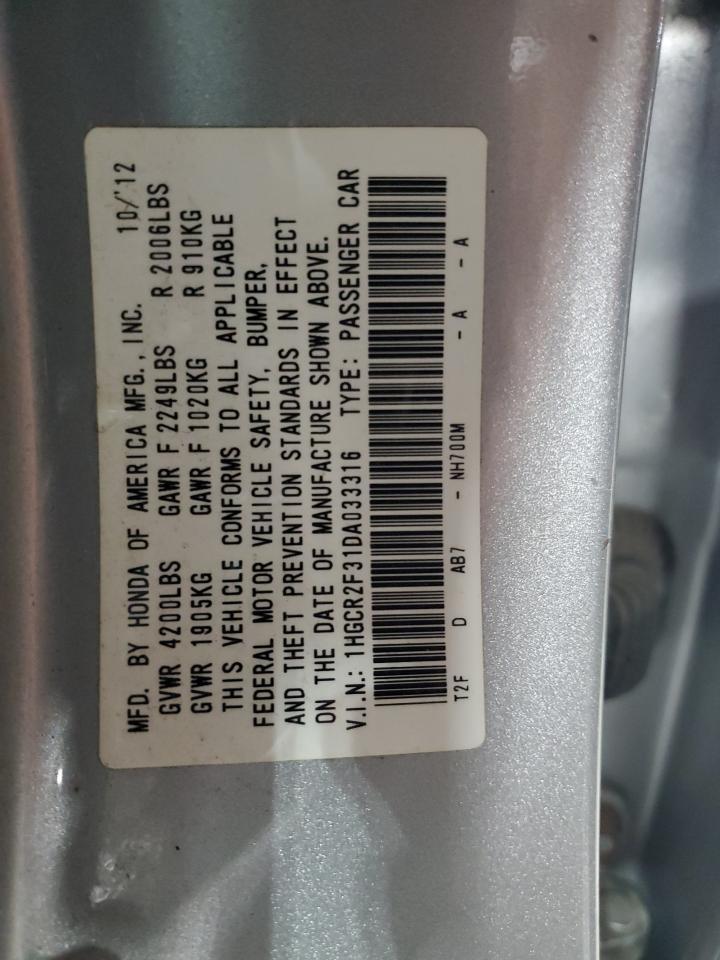 MFD. BY HONDA OF AMERICA MFG., INC. 10/'12
GVWR 4200LBS GAWR F 2249LBS R 2006LBS
GVWR 1905KG GAWR F 1020KG R 910KG
THIS VEHICLE CONFORMS TO ALL APPLICABLE
FEDERAL MOTOR VEHICLE SAFETY, BUMPER,
AND THEFT PREVENTION STANDARDS IN EFFECT
ON THE DATE OF MANUFACTURE SHOWN ABOVE.
V.I.N.: 1HGCR2F31DA033316 TYPE: PASSENGER CAR
T2F D AB7 - NH700M - A - A